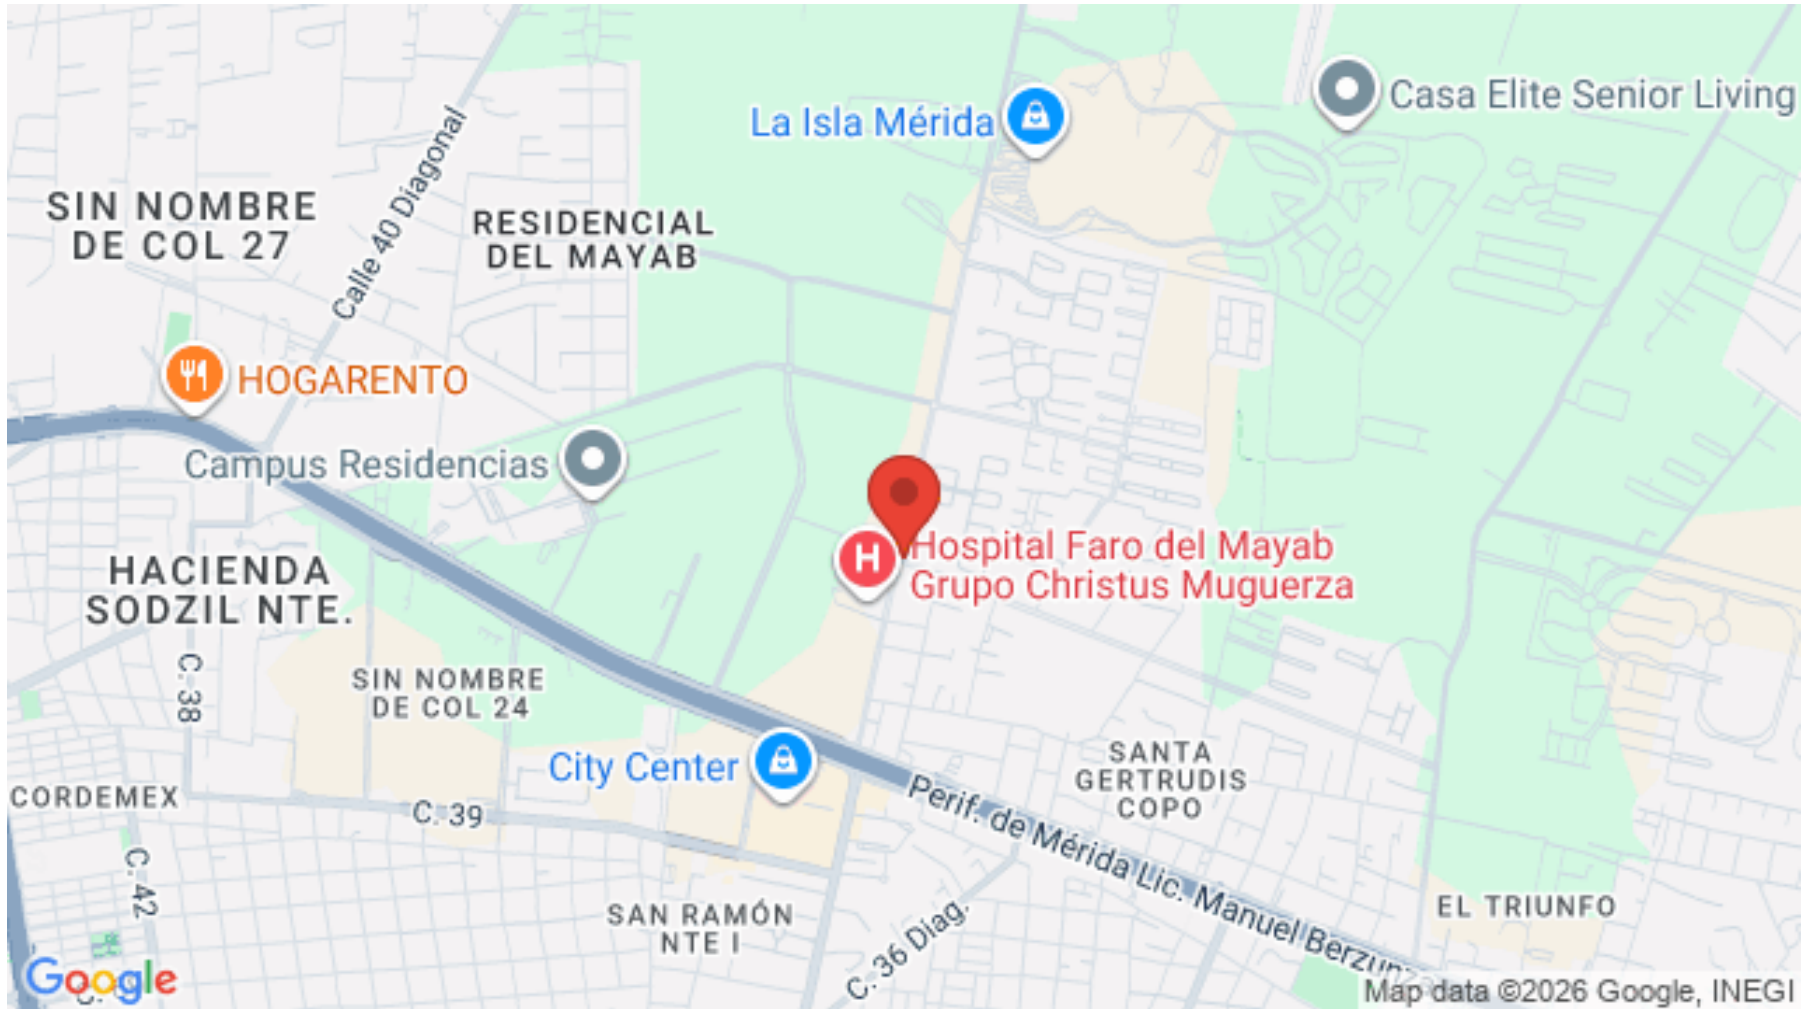 La Isla Mérida
Casa Elite Senior Living
Calle 40 Diagonal
SIN NOMBRE
DE COL 27
RESIDENCIAL
DEL MAYAB
HOGARENTO
Campus Residencias
Hospital Faro del Mayab
Grupo Christus Muguerza
HACIENDA
SODZIL NTE.
C. 38
SIN NOMBRE
DE COL 24
City Center
SANTA
GERTRUDIS
COPO
CORDEMEX
C. 39
Perif. de Mérida Lic. Manuel
C. 42
SAN RAMÓN
NTE I
C. 36 Diag.
EL TRIUNFO
Google
Map data ©2026 Google, INEGI